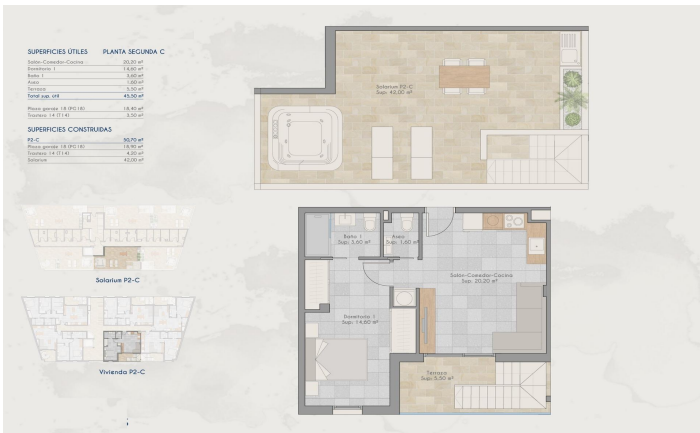 SUPERFICIES ÚTILES PLANTA SEGUNDA C
Salón-Comedor-Cocina 20,20 m²
Dormitorio 1 14,60 m²
Baño 1 3,60 m²
Aseo 1,60 m²
Terraza 5,50 m²
Total sup. útil 45,50 m²
Plaza garaje 18 (PG18) 18,40 m²
Trastero 14 (T14) 3,50 m²
SUPERFICIES CONSTRUIDAS
P2-C 50,70 m²
Plaza garaje 18 (PG18) 18,90 m²
Trastero 14 (T14) 4,20 m²
Solarium 42,00 m²
Solarium P2-C
Sup: 42,00 m²
Solarium P2-C
Vivienda P2-C
Baño 1
Sup: 3,60 m²
Aseo
Sup: 1,60 m²
Salón-Comedor-Cocina
Sup: 20,20 m²
Dormitorio 1
Sup: 14,60 m²
Terraza
Sup: 5,50 m²